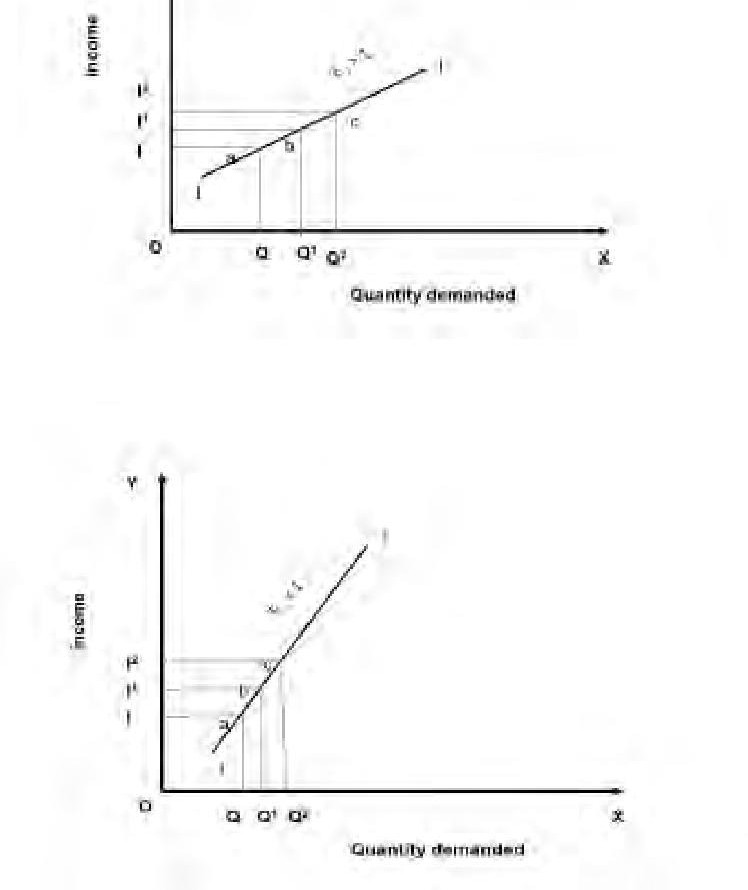 Income
I²
I¹
I
a
b
c
I
O
Q Q¹ Q²
X
Quantity demanded
Y
Income
I²
I¹
I
a
b
c
I
O
Q Q¹ Q²
X
Quantity demanded